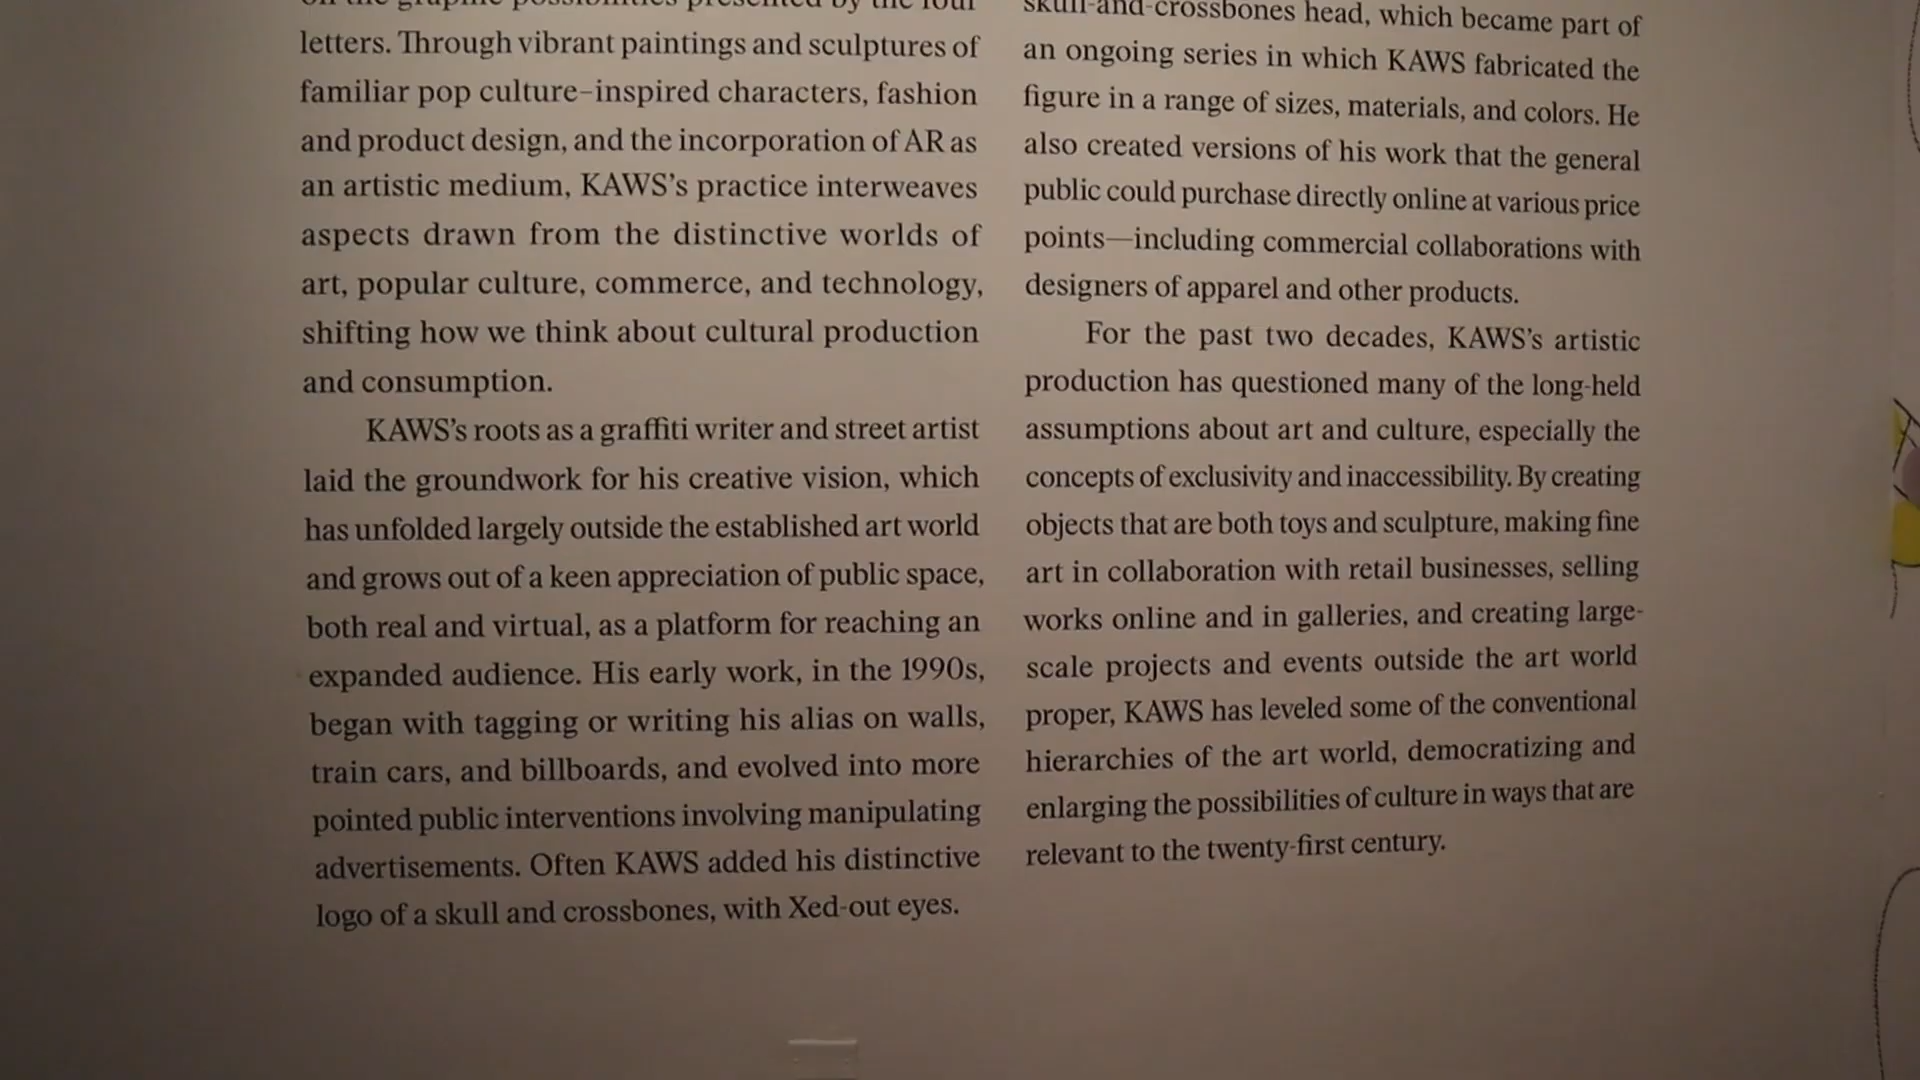 on the graphic possibilities presented by the four
letters. Through vibrant paintings and sculptures of
familiar pop culture–inspired characters, fashion
and product design, and the incorporation of AR as
an artistic medium, KAWS’s practice interweaves
aspects drawn from the distinctive worlds of
art, popular culture, commerce, and technology,
shifting how we think about cultural production
and consumption.
KAWS’s roots as a graffiti writer and street artist
laid the groundwork for his creative vision, which
has unfolded largely outside the established art world
and grows out of a keen appreciation of public space,
both real and virtual, as a platform for reaching an
expanded audience. His early work, in the 1990s,
began with tagging or writing his alias on walls,
train cars, and billboards, and evolved into more
pointed public interventions involving manipulating
advertisements. Often KAWS added his distinctive
logo of a skull and crossbones, with Xed-out eyes.
skull-and-crossbones head, which became part of
an ongoing series in which KAWS fabricated the
figure in a range of sizes, materials, and colors. He
also created versions of his work that the general
public could purchase directly online at various price
points—including commercial collaborations with
designers of apparel and other products.
For the past two decades, KAWS’s artistic
production has questioned many of the long-held
assumptions about art and culture, especially the
concepts of exclusivity and inaccessibility. By creating
objects that are both toys and sculpture, making fine
art in collaboration with retail businesses, selling
works online and in galleries, and creating large-
scale projects and events outside the art world
proper, KAWS has leveled some of the conventional
hierarchies of the art world, democratizing and
enlarging the possibilities of culture in ways that are
relevant to the twenty-first century.